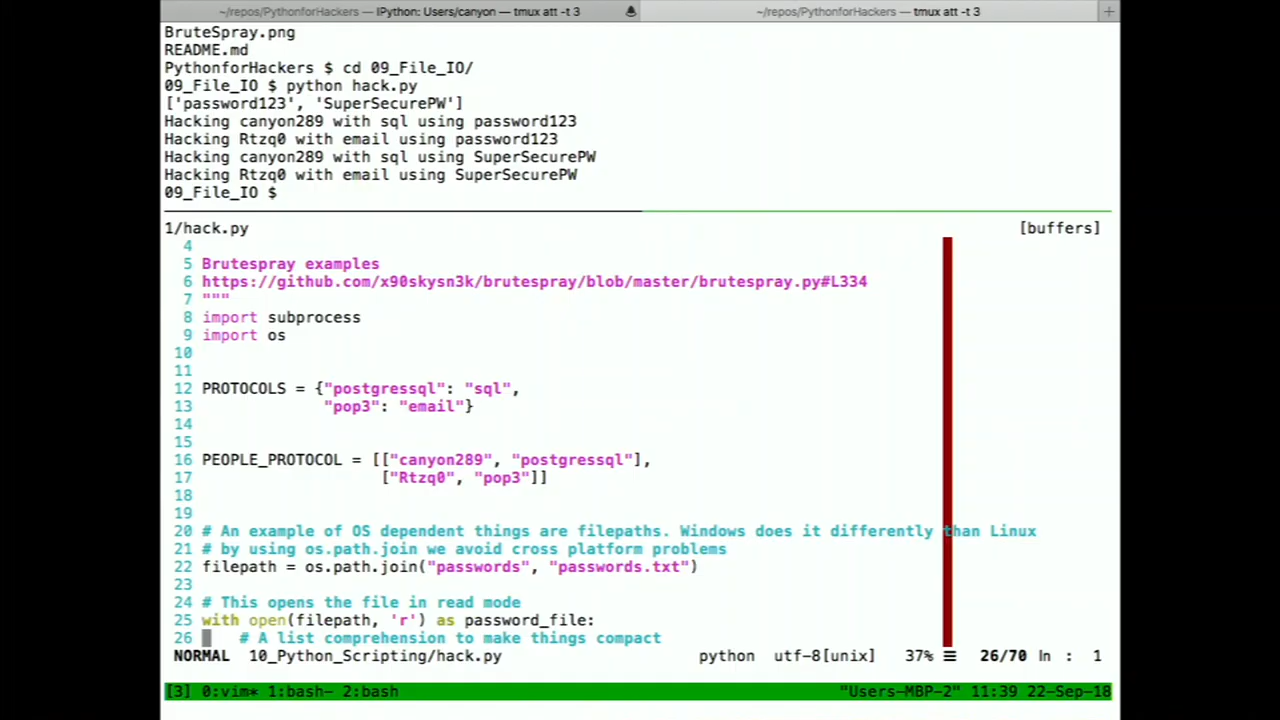 ~/repos/PythonforHackers — IPython: Users/canyon — tmux att -t 3
~/repos/PythonforHackers — tmux att -t 3
BruteSpray.png
README.md
PythonforHackers $ cd 09_File_IO/
09_File_IO $ python hack.py
['password123', 'SuperSecurePW']
Hacking canyon289 with sql using password123
Hacking Rtzq0 with email using password123
Hacking canyon289 with sql using SuperSecurePW
Hacking Rtzq0 with email using SuperSecurePW
09_File_IO $
1/hack.py [buffers]
4
5 Brutespray examples
6 https://github.com/x90skysn3k/brutespray/blob/master/brutespray.py#L334
7 """
8 import subprocess
9 import os
10
11
12 PROTOCOLS = {"postgressql": "sql",
13 "pop3": "email"}
14
15
16 PEOPLE_PROTOCOL = [["canyon289", "postgressql"],
17 ["Rtzq0", "pop3"]]
18
19
20 # An example of OS dependent things are filepaths. Windows does it differently than Linux
21 # by using os.path.join we avoid cross platform problems
22 filepath = os.path.join("passwords", "passwords.txt")
23
24 # This opens the file in read mode
25 with open(filepath, 'r') as password_file:
26 # A list comprehension to make things compact
NORMAL 10_Python_Scripting/hack.py python utf-8[unix] 37% ☰ 26/70 ln : 1
[3] 0:vim* 1:bash- 2:bash "Users-MBP-2" 11:39 22-Sep-18